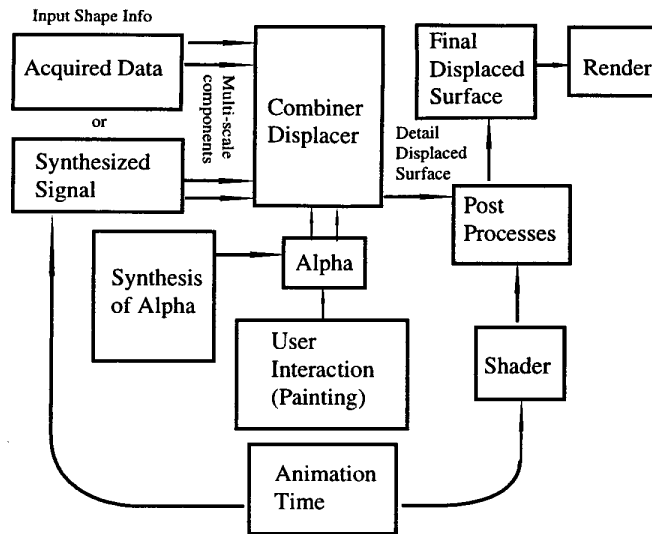 Input Shape Info
Acquired Data
or
Synthesized
Signal
Multi-scale
components
Combiner
Displacer
Final
Displaced
Surface
Render
Detail
Displaced
Surface
Post
Processes
Synthesis
of Alpha
Alpha
User
Interaction
(Painting)
Shader
Animation
Time